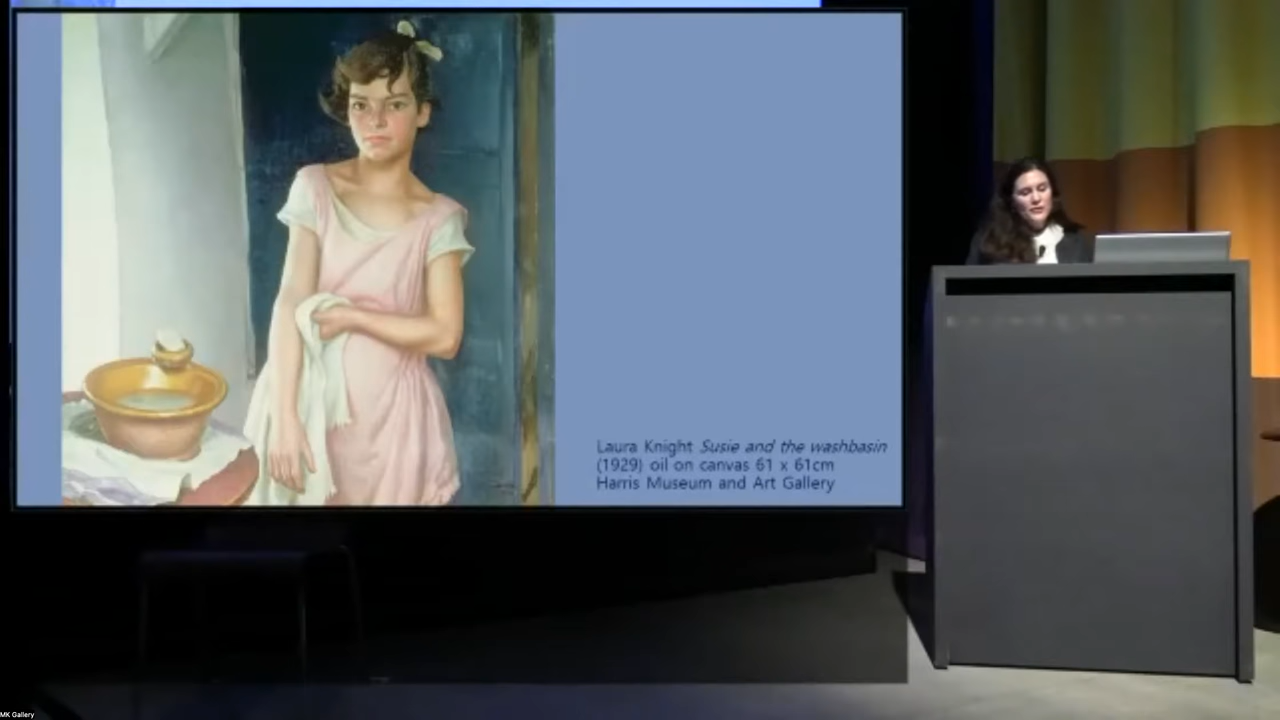 Laura Knight Susie and the washbasin
(1929) oil on canvas 61 x 61cm
Harris Museum and Art Gallery
MK Gallery